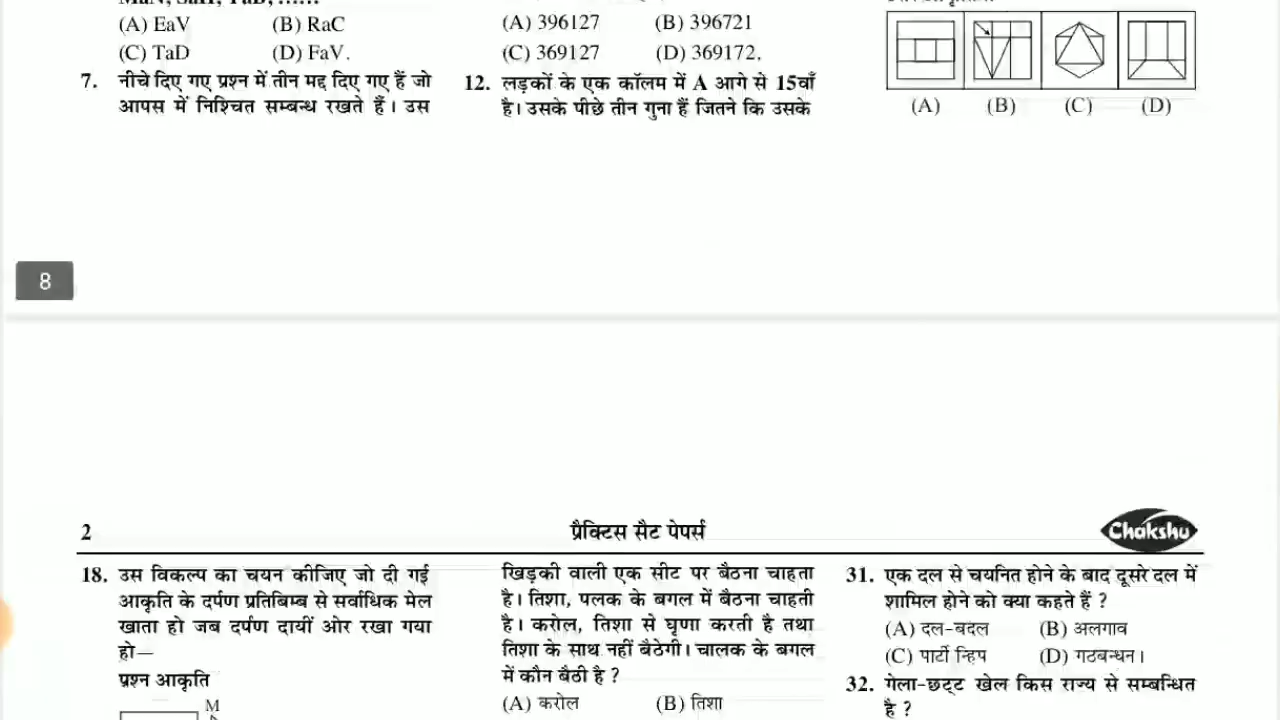 (A) EaV (B) RaC
(C) TaD (D) FaV.
7. नीचे दिए गए प्रश्न में तीन मद्द दिए गए हैं जो
आपस में निश्चित सम्बन्ध रखते हैं। उस
(A) 396127 (B) 396721
(C) 369127 (D) 369172,
12. लड़कों के एक कॉलम में A आगे से 15वाँ
है। उसके पीछे तीन गुना हैं जितने कि उसके
(A) (B) (C) (D)
8
2 प्रैक्टिस सैट पेपर्स Chakshu
18. उस विकल्प का चयन कीजिए जो दी गई
आकृति के दर्पण प्रतिबिम्ब से सर्वाधिक मेल
खाता हो जब दर्पण दायीं ओर रखा गया
हो—
प्रश्न आकृति
M
खिड़की वाली एक सीट पर बैठना चाहता
है। तिशा, पलक के बगल में बैठना चाहती
है। करोल, तिशा से घृणा करती है तथा
तिशा के साथ नहीं बैठेगी। चालक के बगल
में कौन बैठी है ?
(A) करोल (B) तिशा
31. एक दल से चयनित होने के बाद दूसरे दल में
शामिल होने को क्या कहते हैं ?
(A) दल-बदल (B) अलगाव
(C) पार्टी न्हिप (D) गठबन्धन।
32. गेला-छट्ट खेल किस राज्य से सम्बन्धित
है ?